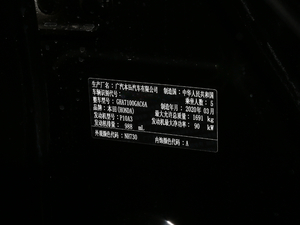 生产厂名：广汽本田汽车有限公司 制造国：中华人民共和国
车辆识别代号： 乘坐人数：5
整车型号：GHA7100GAC6A 制造年月：2020年03月
品牌：本田(HONDA) 最大允许总质量：1691 kg
发动机型号：P10A3 发动机最大净功率：90 kW
发动机排量：988 mL
外观颜色代码：NH730 内饰颜色代码：A